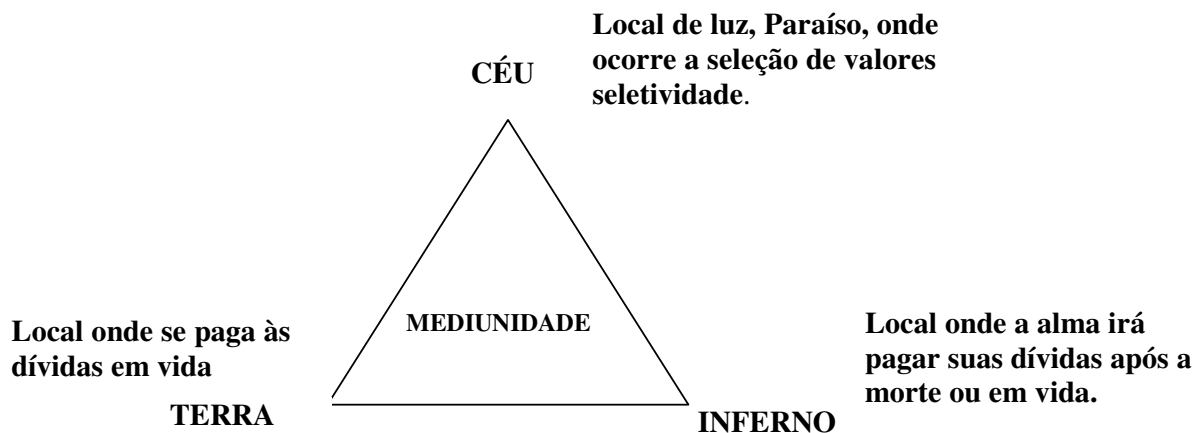 Local de luz, Paraíso, onde
ocorre a seleção de valores
seletividade.
CÉU
MEDIUNIDADE
Local onde se paga às
dívidas em vida
TERRA
Local onde a alma irá
pagar suas dívidas após a
morte ou em vida.
INFERNO